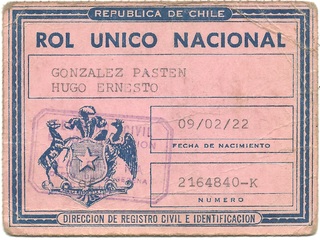 REPUBLICA DE CHILE
ROL UNICO NACIONAL
GONZALEZ PASTEN
HUGO ERNESTO
CIVIL
09/02/22
FECHA DE NACIMIENTO
2164840-K
NUMERO
DIRECCION DE REGISTRO CIVIL E IDENTIFICACION